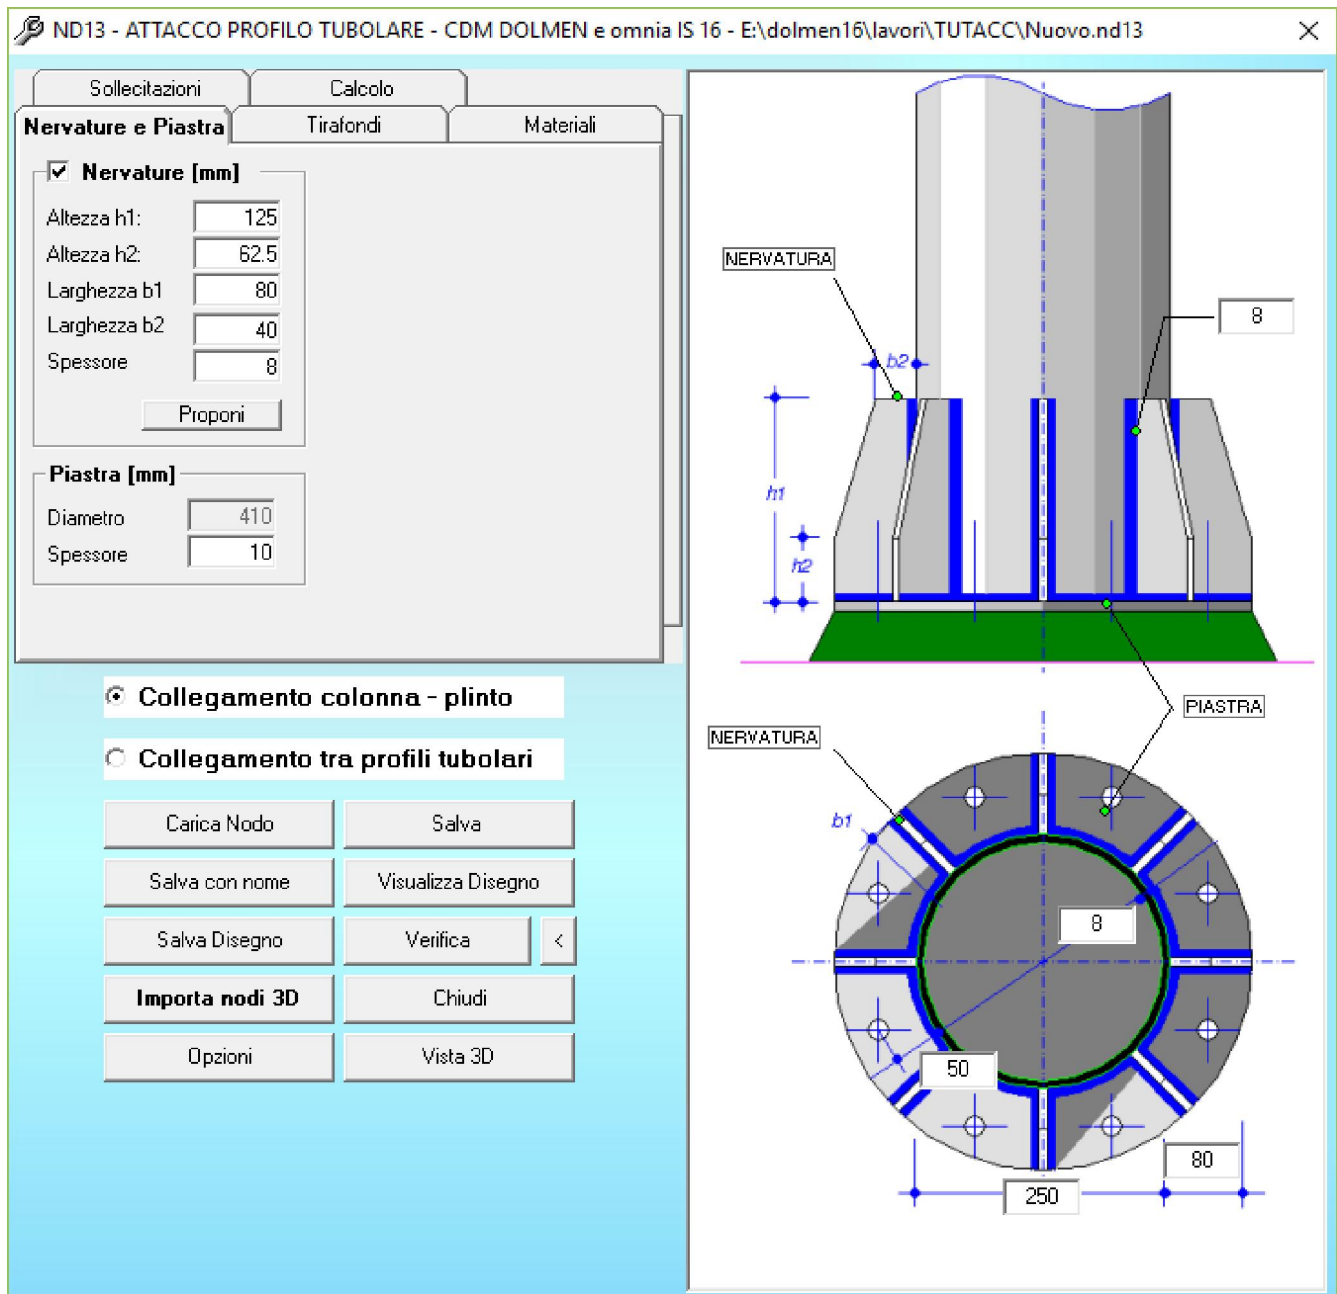 ND13 - ATTACCO PROFILO TUBOLARE - CDM DOLMEN e omnia IS 16 - E:\dolmen16\lavori\TUTACC\Nuovo.nd13
Sollecitazioni Calcolo
Nervature e Piastra Tirafondi Materiali
Nervature [mm]
Altezza h1: 125
Altezza h2: 62.5
Larghezza b1 80
Larghezza b2 40
Spessore 8
Proponi
Piastra [mm]
Diametro 410
Spessore 10
Collegamento colonna - plinto
Collegamento tra profili tubolari
Carica Nodo Salva
Salva con nome Visualizza Disegno
Salva Disegno Verifica <
Importa nodi 3D Chiudi
Opzioni Vista 3D
NERVATURA
8
b2
h1
h2
PIASTRA
NERVATURA
b1
8
50
80
250